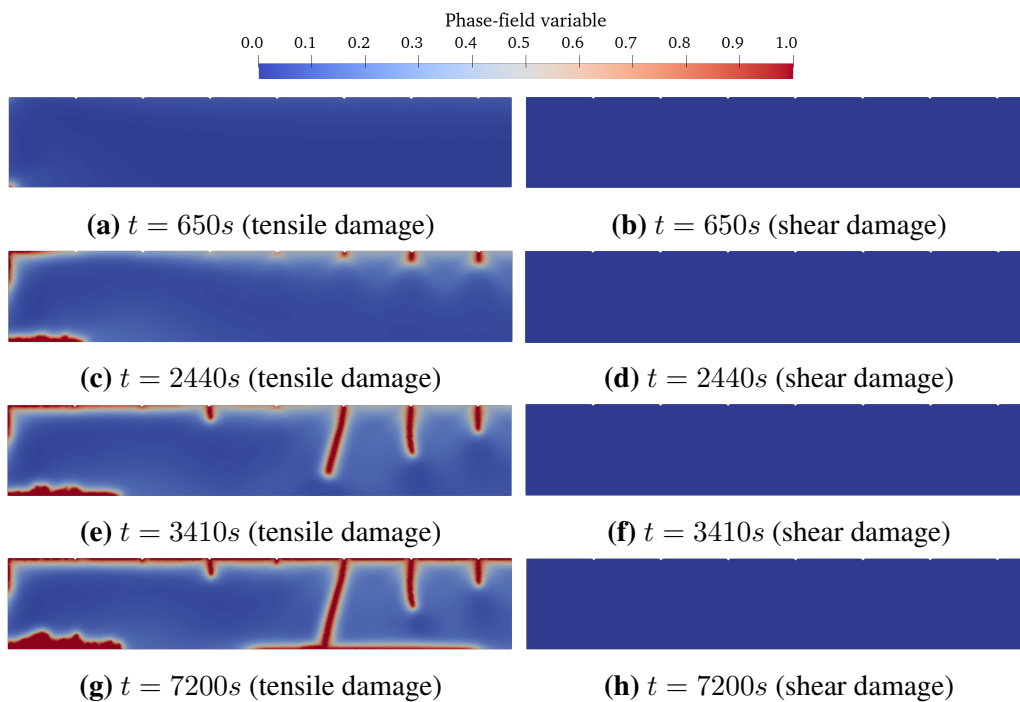 Phase-field variable
0.0 0.1 0.2 0.3 0.4 0.5 0.6 0.7 0.8 0.9 1.0
(a) t = 650s (tensile damage) (b) t = 650s (shear damage)
(c) t = 2440s (tensile damage) (d) t = 2440s (shear damage)
(e) t = 3410s (tensile damage) (f) t = 3410s (shear damage)
(g) t = 7200s (tensile damage) (h) t = 7200s (shear damage)